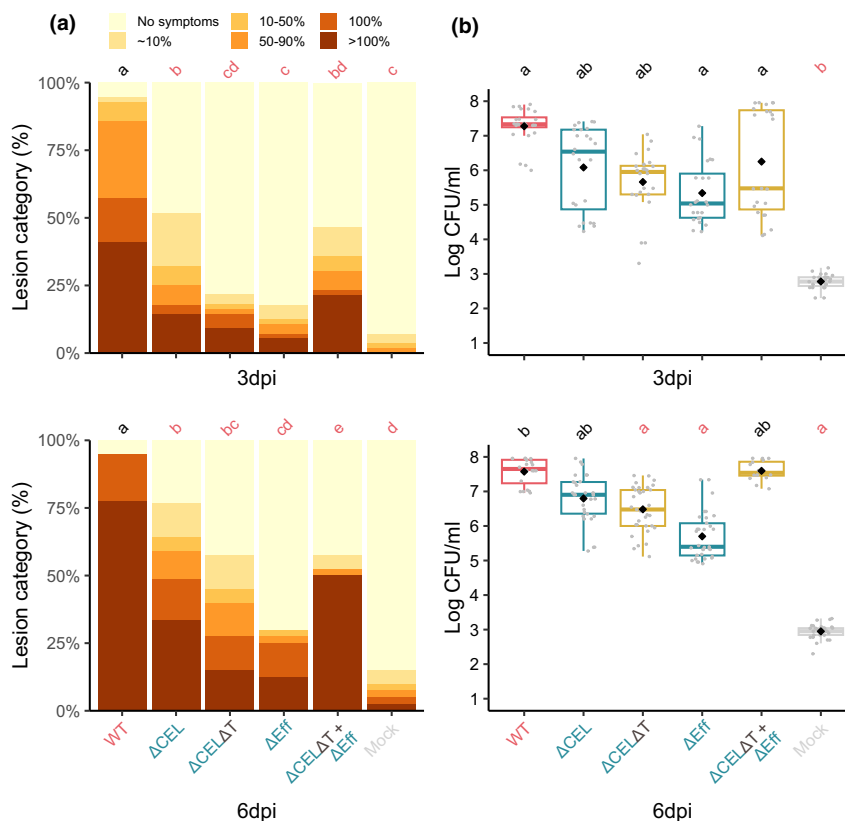 (a)
No symptoms
10-50%
100%
~10%
50-90%
>100%
a b cd c bd c
100%
75%
50%
25%
0%
Lesion category (%)
3dpi
a b bc cd e d
100%
75%
50%
25%
0%
Lesion category (%)
WT
ΔCEL
ΔCELΔT
ΔEff
ΔCELΔT +
ΔEff
Mock
6dpi
(b)
a ab ab a a b
8
7
6
5
4
3
2
1
Log CFU/ml
3dpi
b ab a a ab a
8
7
6
5
4
3
2
1
Log CFU/ml
WT
ΔCEL
ΔCELΔT
ΔEff
ΔCELΔT +
ΔEff
Mock
6dpi